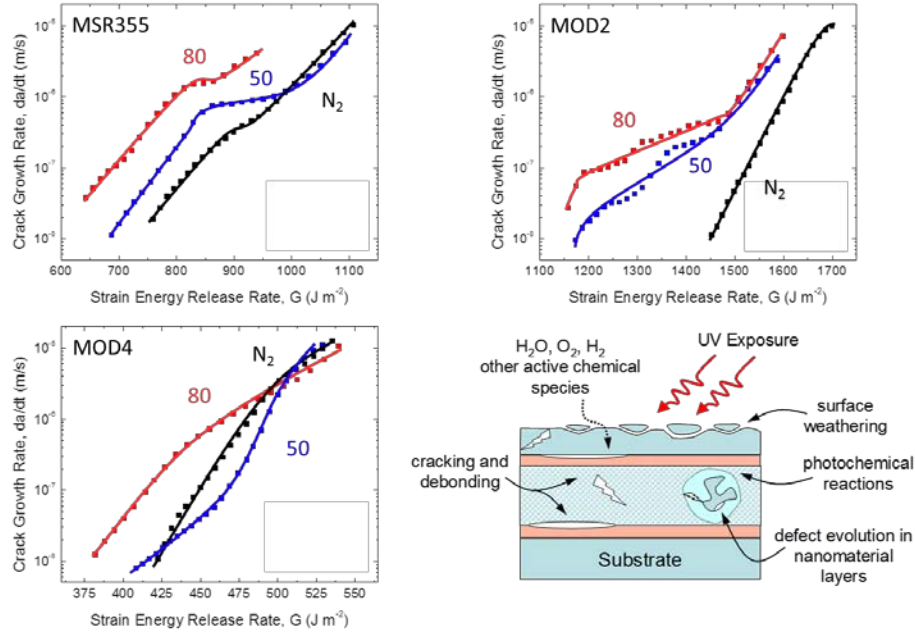 MSR355
Crack Growth Rate, da/dt (m/s)
10⁻⁵
10⁻⁶
10⁻⁷
10⁻⁸
80
50
N₂
600 700 800 900 1000 1100
Strain Energy Release Rate, G (J m⁻²)
MOD2
Crack Growth Rate, da/dt (m/s)
10⁻⁵
10⁻⁶
10⁻⁷
10⁻⁸
80
50
N₂
1100 1200 1300 1400 1500 1600 1700
Strain Energy Release Rate, G (J m⁻²)
MOD4
Crack Growth Rate, da/dt (m/s)
10⁻⁵
10⁻⁶
10⁻⁷
10⁻⁸
N₂
80
50
375 400 425 450 475 500 525 550
Strain Energy Release Rate, G (J m⁻²)
H₂O, O₂, H₂
other active chemical
species
UV Exposure
surface
weathering
cracking and
debonding
photochemical
reactions
defect evolution in
nanomaterial
layers
Substrate